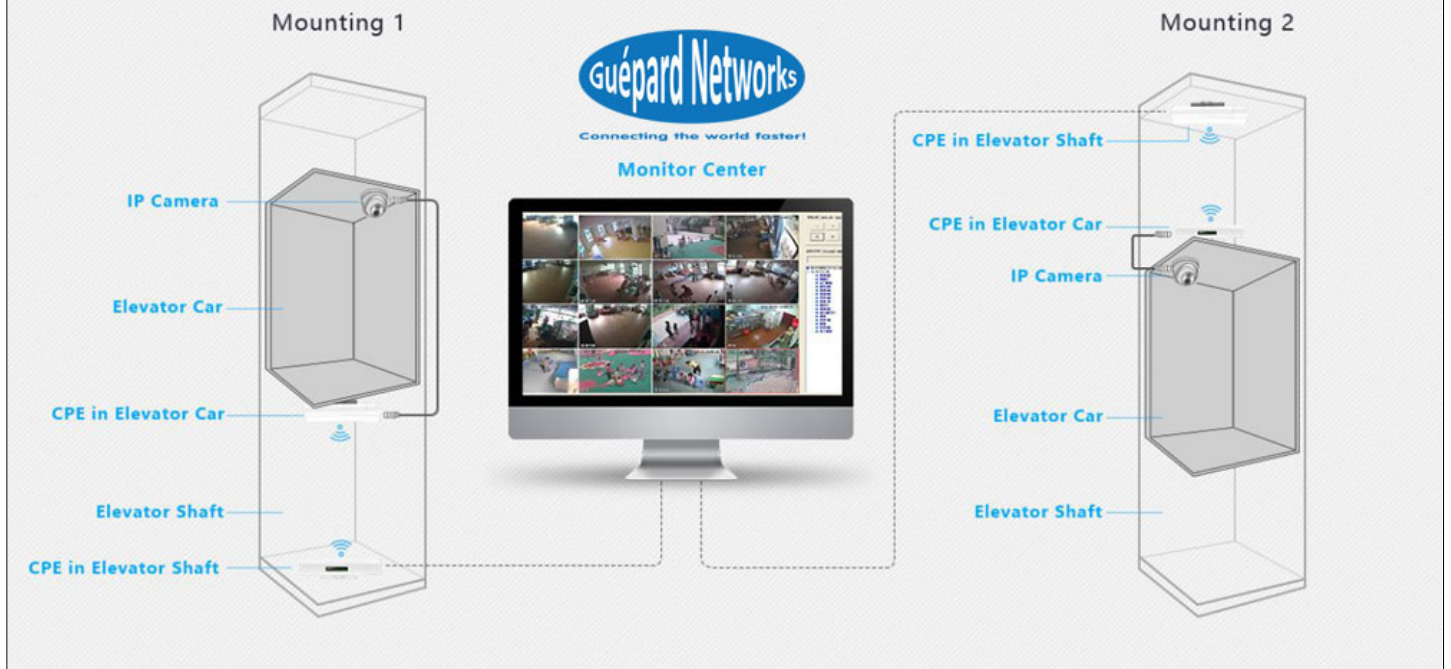 Mounting 1
Mounting 2
Guépard Networks
Connecting the world faster!
Monitor Center
IP Camera
Elevator Car
CPE in Elevator Car
Elevator Shaft
CPE in Elevator Shaft
CPE in Elevator Shaft
CPE in Elevator Car
IP Camera
Elevator Car
Elevator Shaft